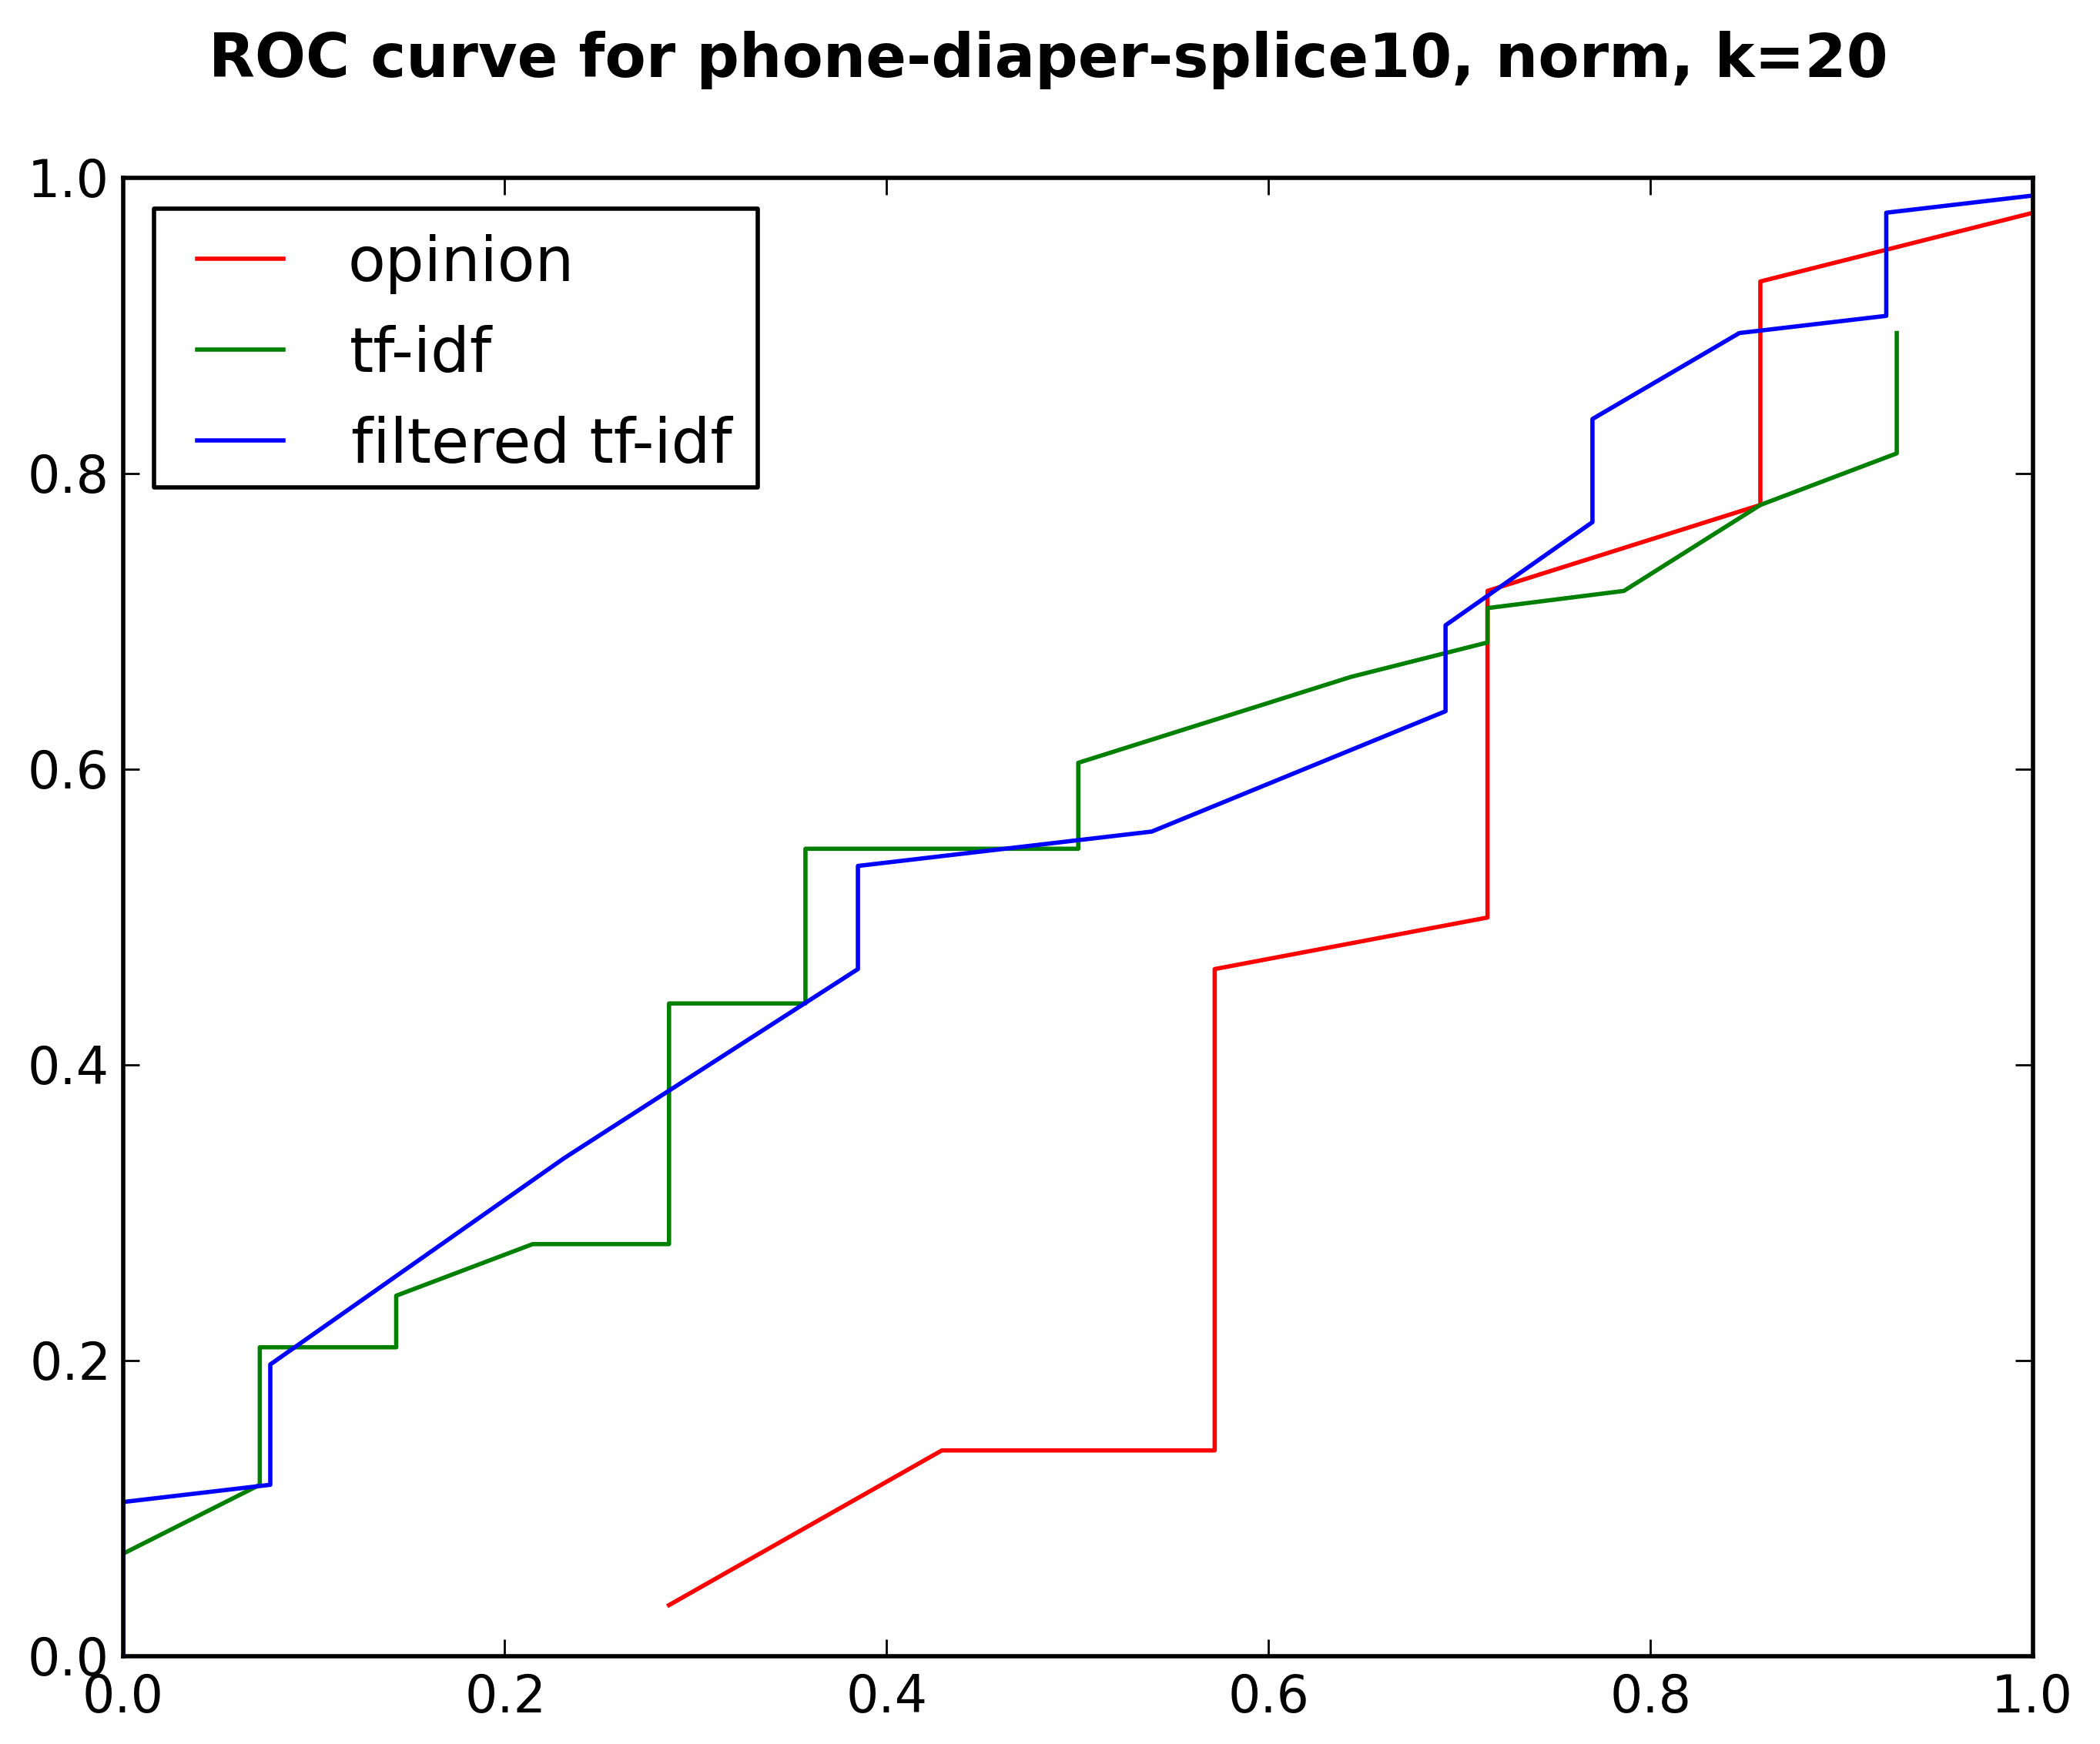 ROC curve for phone-diaper-splice10, norm, k=20
1.0
opinion
tf-idf
filtered tf-idf
0.8
0.6
0.4
0.2
0.0
0.0 0.2 0.4 0.6 0.8 1.0